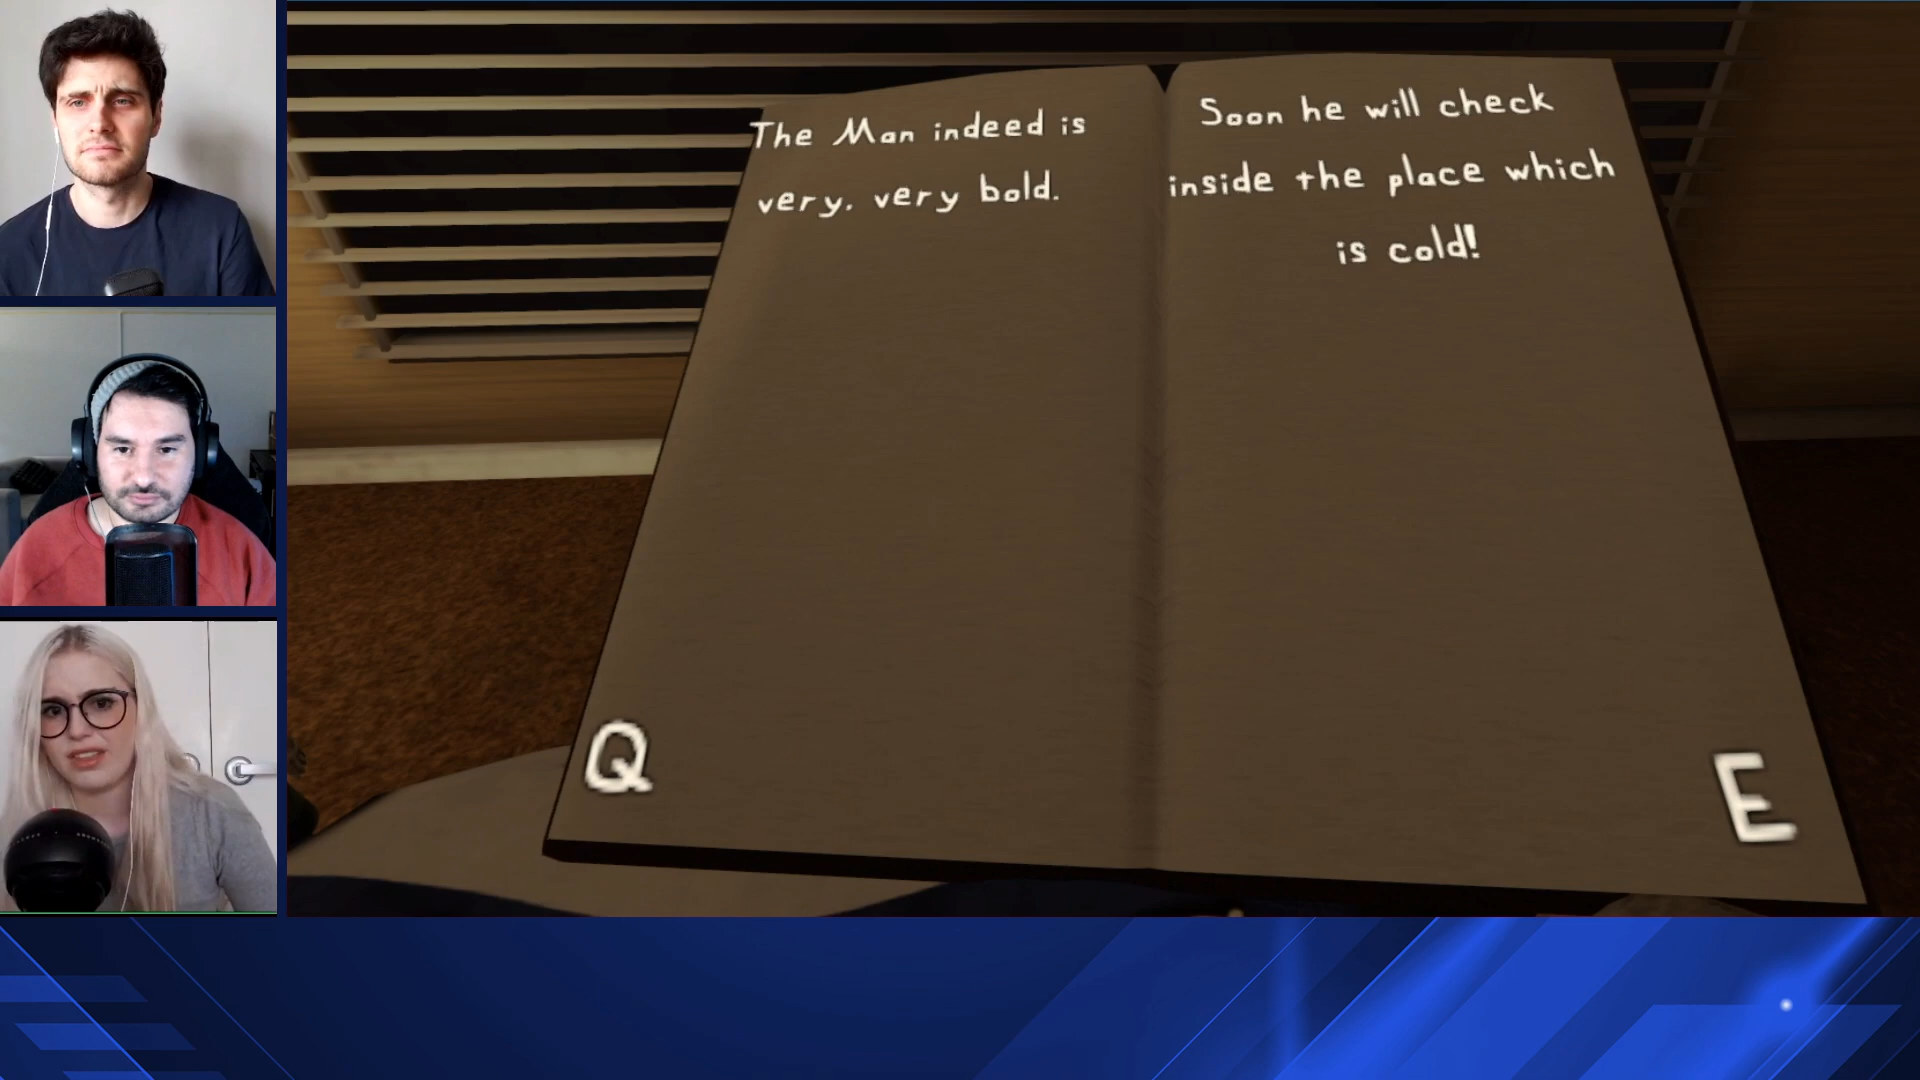 The Man indeed is
very, very bold.
Soon he will check
inside the place which
is cold!
Q
E